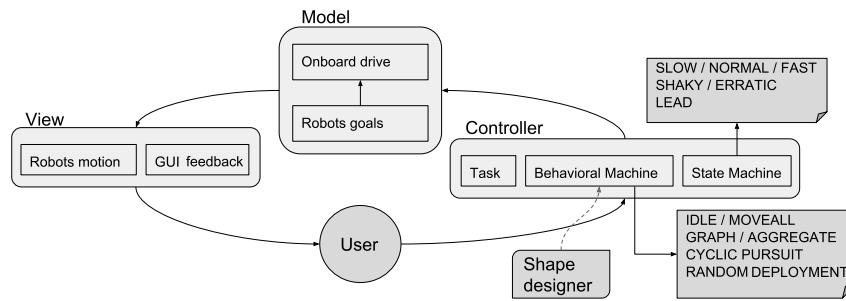 Model
Onboard drive
Robots goals
View
Robots motion
GUI feedback
Controller
Task
Behavioral Machine
State Machine
SLOW / NORMAL / FAST
SHAKY / ERRATIC
LEAD
User
Shape
designer
IDLE / MOVEALL
GRAPH / AGGREGATE
CYCLIC PURSUIT
RANDOM DEPLOYMENT